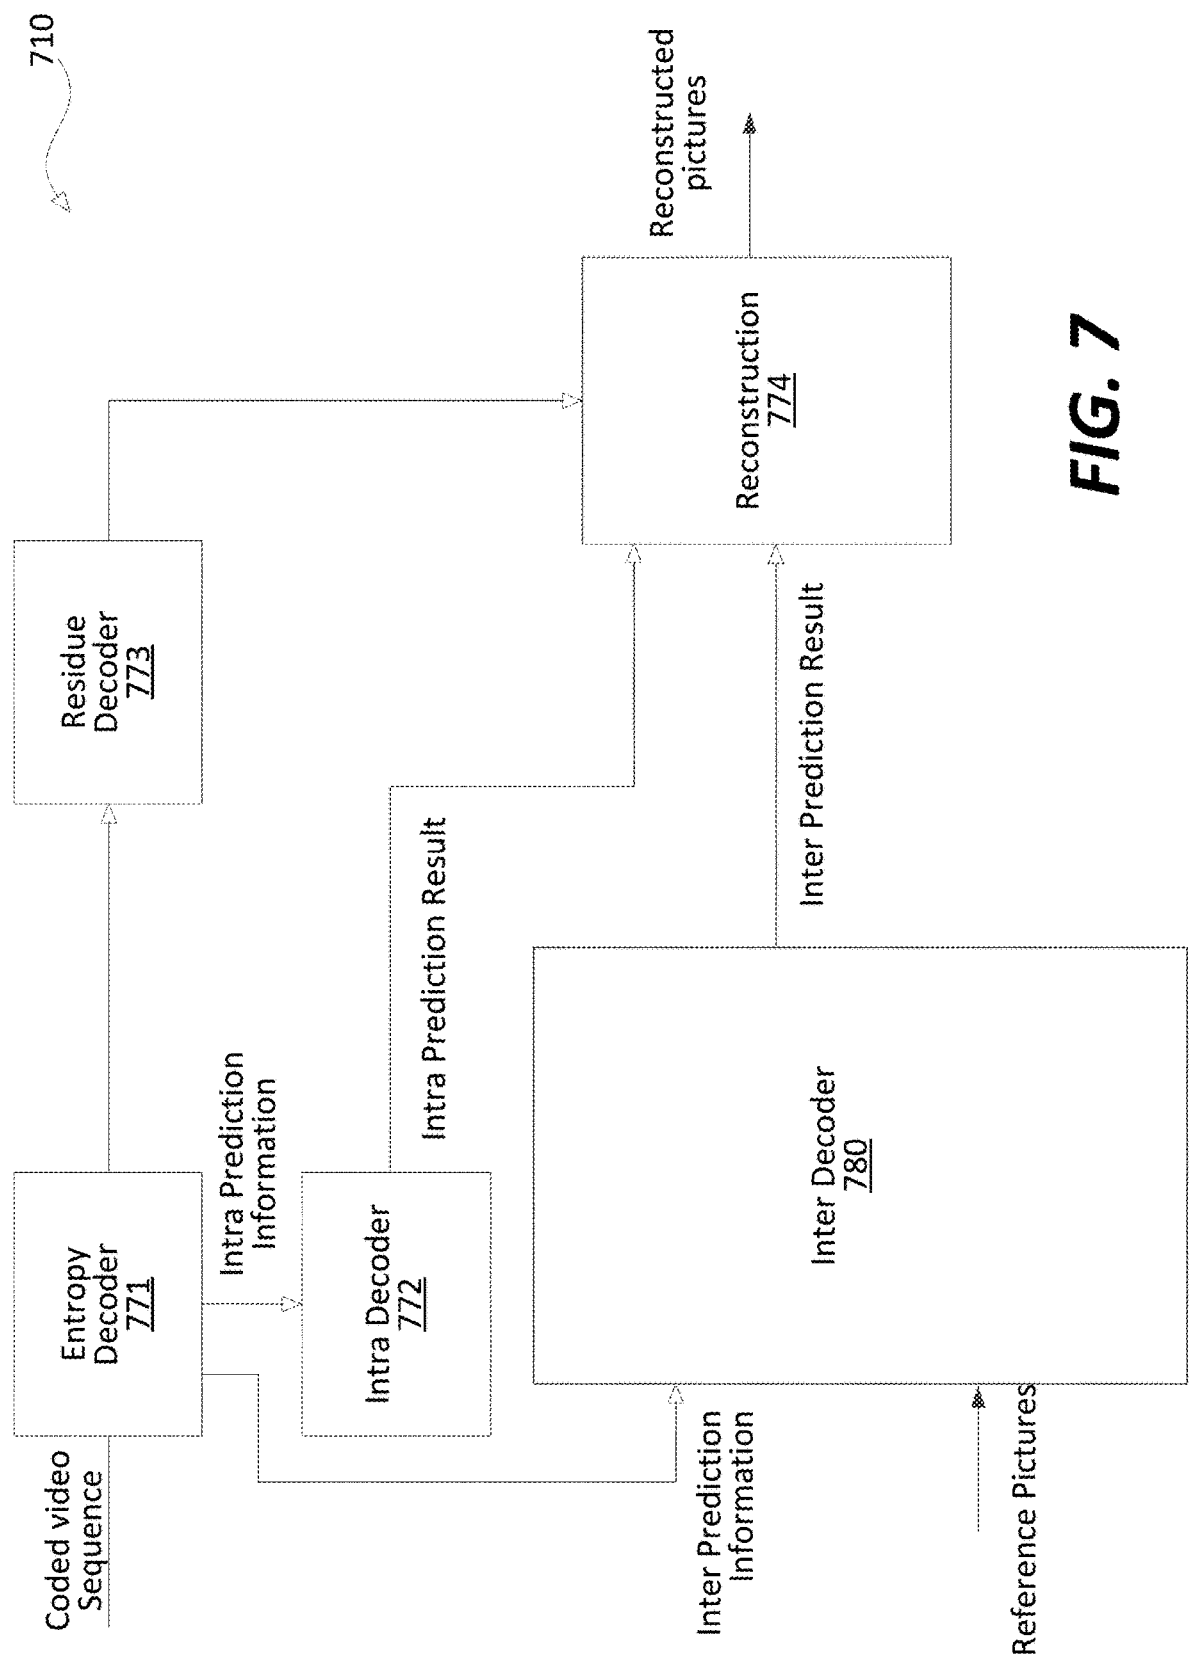 710
Coded video
Sequence
Entropy
Decoder
771
Residue
Decoder
773
Intra Prediction
Information
Intra Decoder
772
Intra Prediction Result
Inter Prediction
Information
Reference Pictures
Inter Decoder
780
Inter Prediction Result
Reconstruction
774
Reconstructed
pictures
FIG. 7